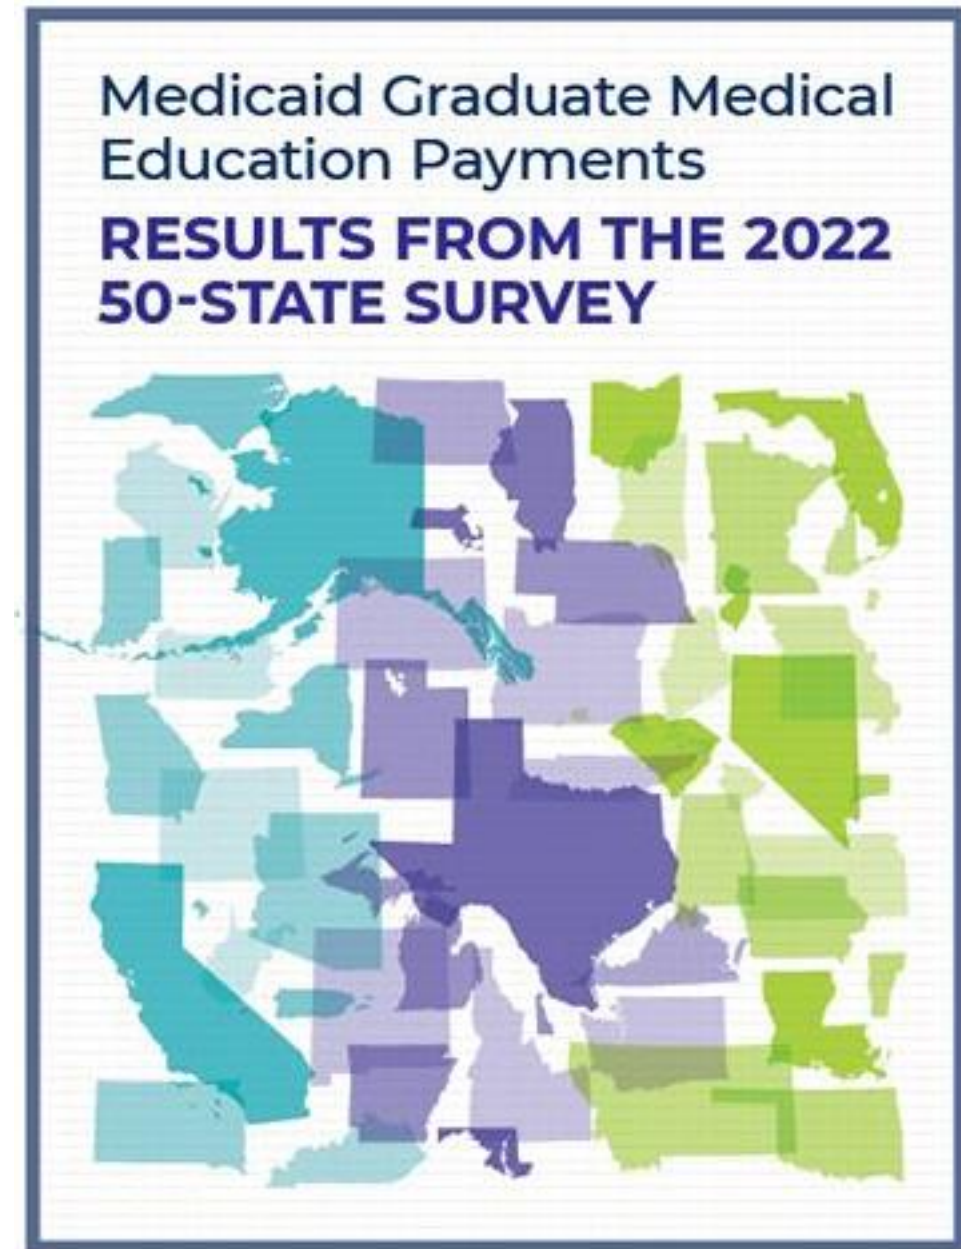 Medicaid Graduate Medical
Education Payments
RESULTS FROM THE 2022
50-STATE SURVEY